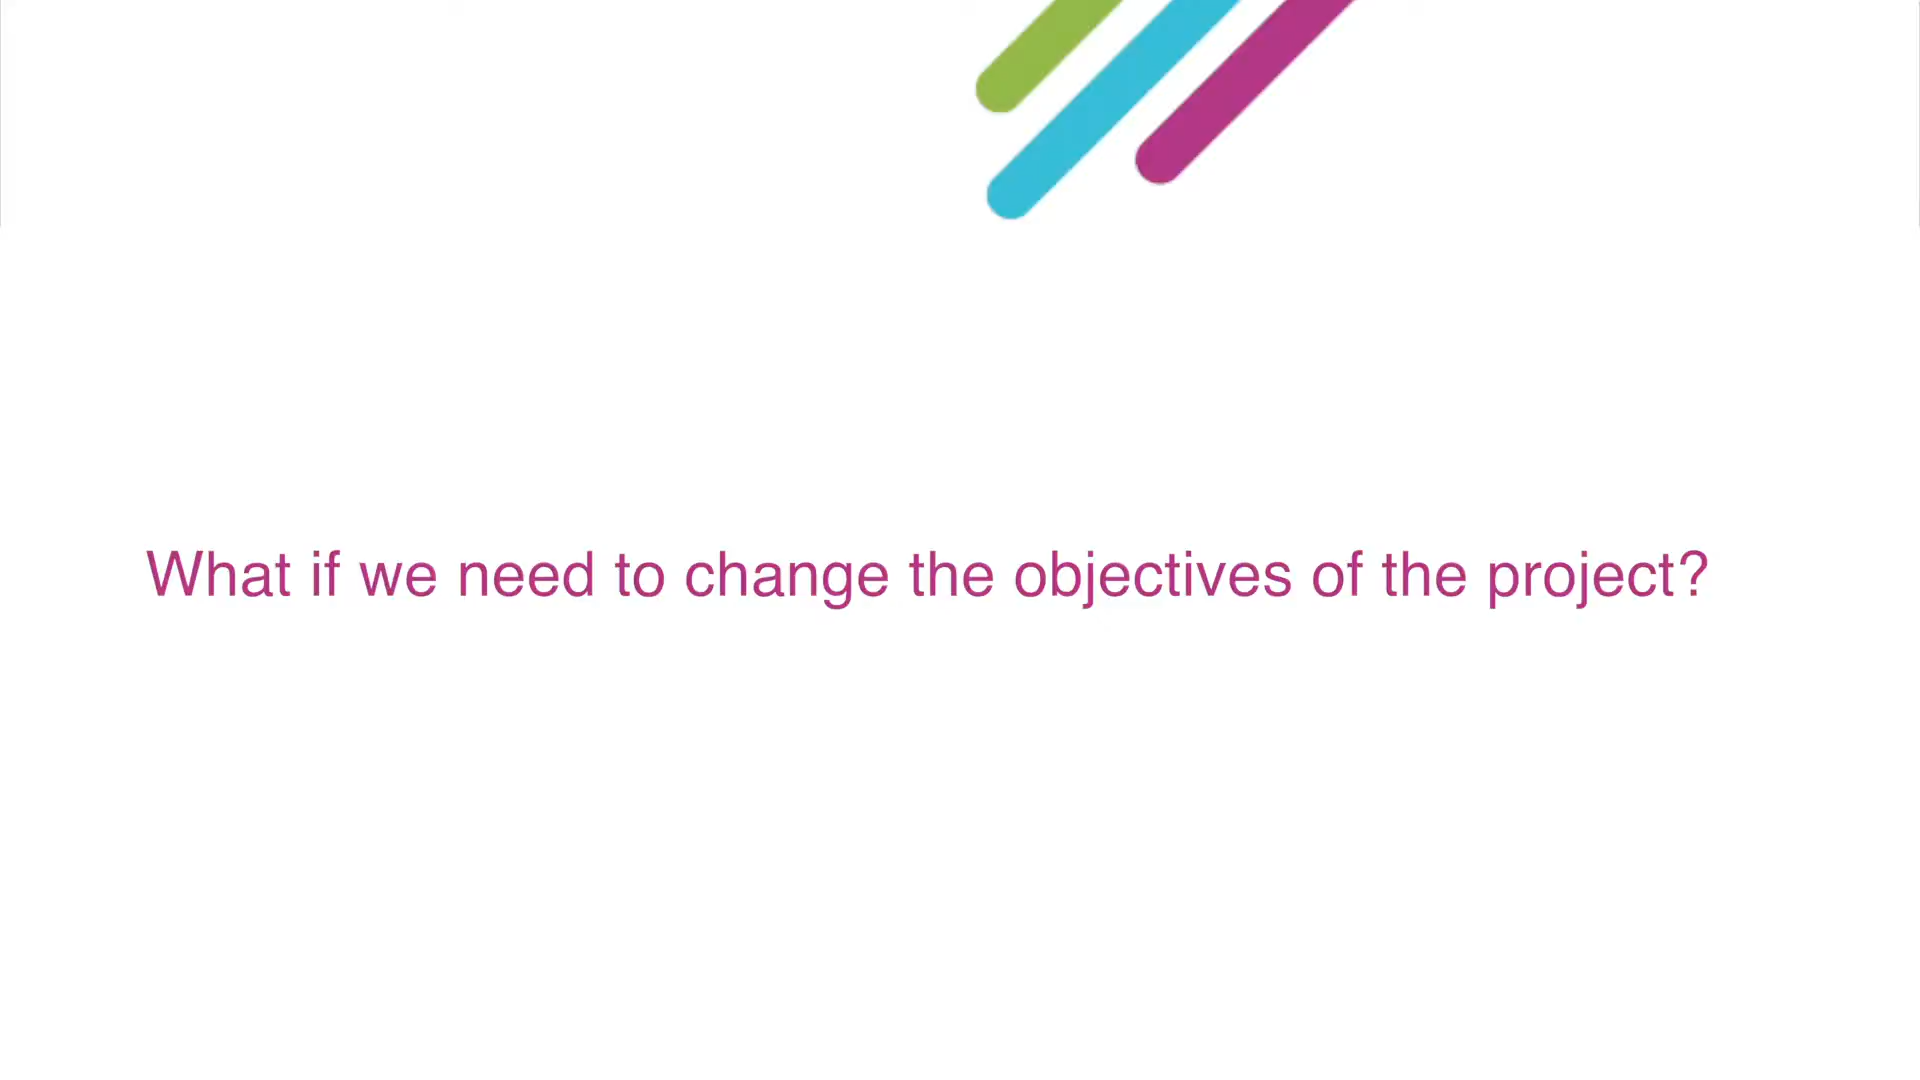 What if we need to change the objectives of the project?